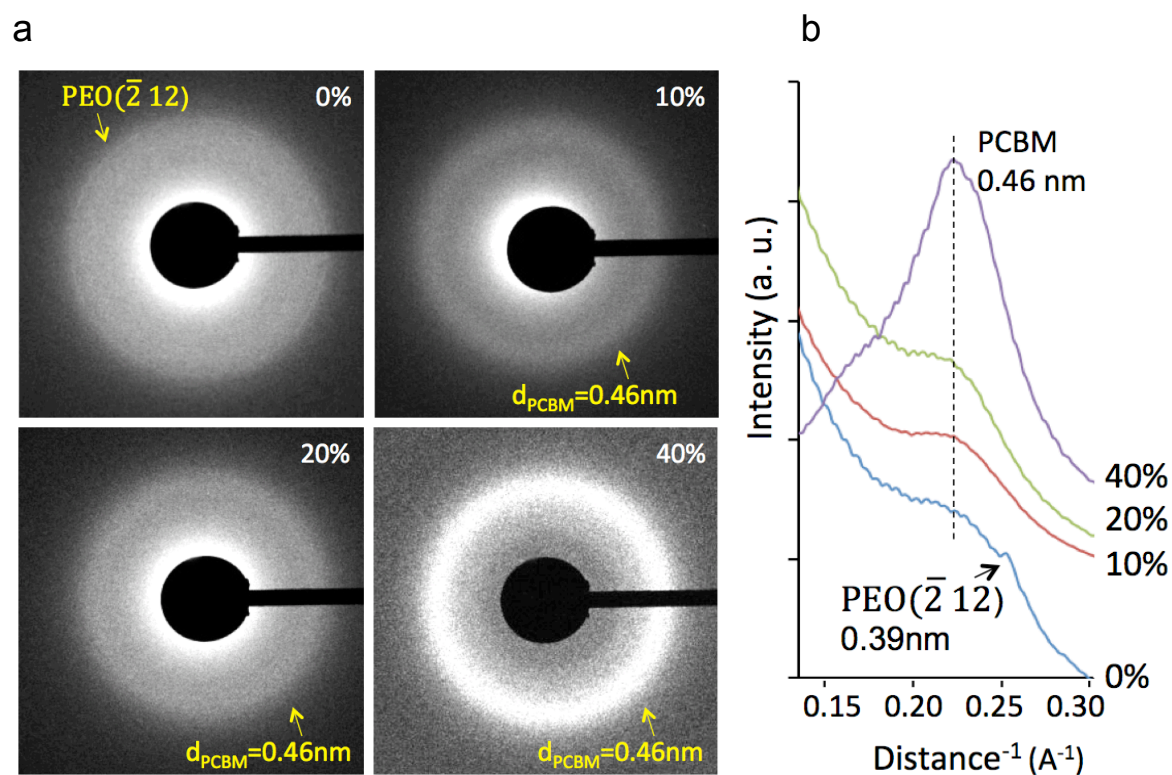 a
PEO(2̅ 12)
0%
10%
d_PCBM=0.46nm
20%
d_PCBM=0.46nm
40%
d_PCBM=0.46nm
b
PCBM
0.46 nm
Intensity (a. u.)
40%
20%
10%
PEO(2̅ 12)
0.39nm
0%
0.15 0.20 0.25 0.30
Distance⁻¹ (A⁻¹)